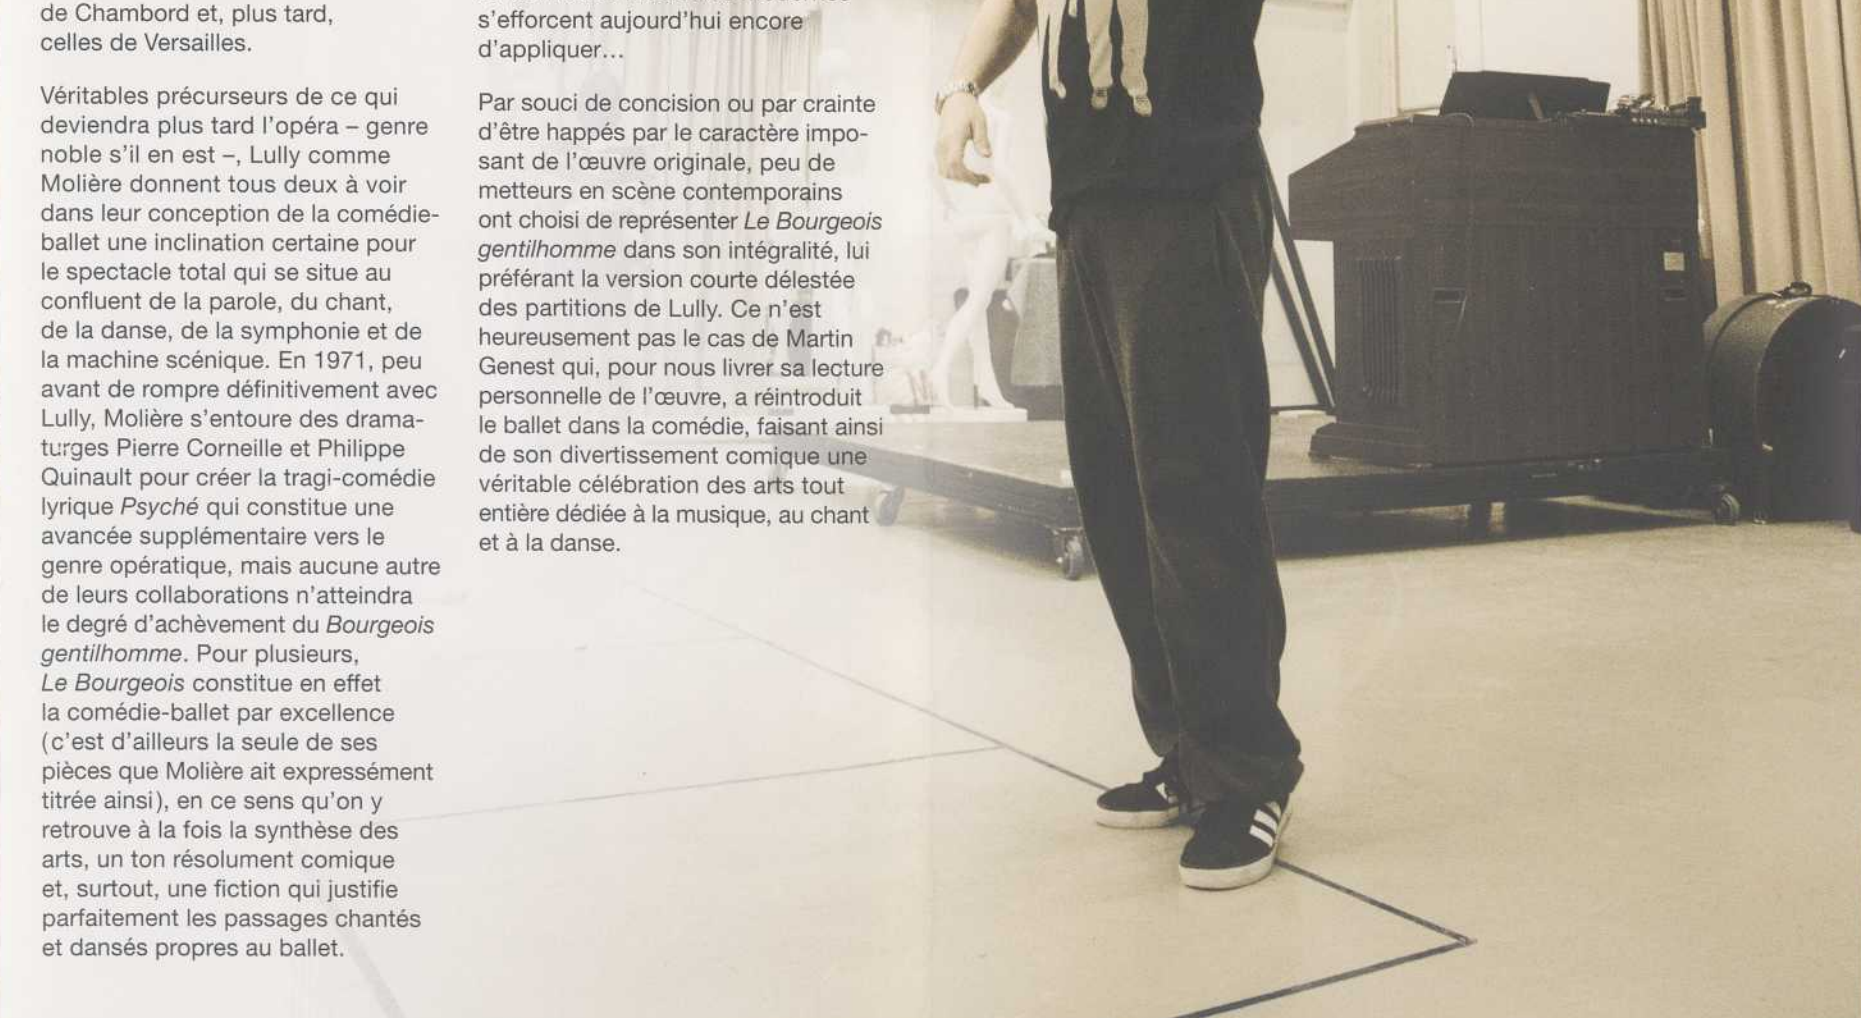 de Chambord et, plus tard,
celles de Versailles.
Véritables précurseurs de ce qui
deviendra plus tard l'opéra – genre
noble s'il en est –, Lully comme
Molière donnent tous deux à voir
dans leur conception de la comédie-
ballet une inclination certaine pour
le spectacle total qui se situe au
confluent de la parole, du chant,
de la danse, de la symphonie et de
la machine scénique. En 1971, peu
avant de rompre définitivement avec
Lully, Molière s'entoure des drama-
turges Pierre Corneille et Philippe
Quinault pour créer la tragi-comédie
lyrique Psyché qui constitue une
avancée supplémentaire vers le
genre opératique, mais aucune autre
de leurs collaborations n'atteindra
le degré d'achèvement du Bourgeois
gentilhomme. Pour plusieurs,
Le Bourgeois constitue en effet
la comédie-ballet par excellence
(c'est d'ailleurs la seule de ses
pièces que Molière ait expressément
titrée ainsi), en ce sens qu'on y
retrouve à la fois la synthèse des
arts, un ton résolument comique
et, surtout, une fiction qui justifie
parfaitement les passages chantés
et dansés propres au ballet.
s'efforcent aujourd'hui encore
d'appliquer...
Par souci de concision ou par crainte
d'être happés par le caractère impo-
sant de l'œuvre originale, peu de
metteurs en scène contemporains
ont choisi de représenter Le Bourgeois
gentilhomme dans son intégralité, lui
préférant la version courte délestée
des partitions de Lully. Ce n'est
heureusement pas le cas de Martin
Genest qui, pour nous livrer sa lecture
personnelle de l'œuvre, a réintroduit
le ballet dans la comédie, faisant ainsi
de son divertissement comique une
véritable célébration des arts tout
entière dédiée à la musique, au chant
et à la danse.